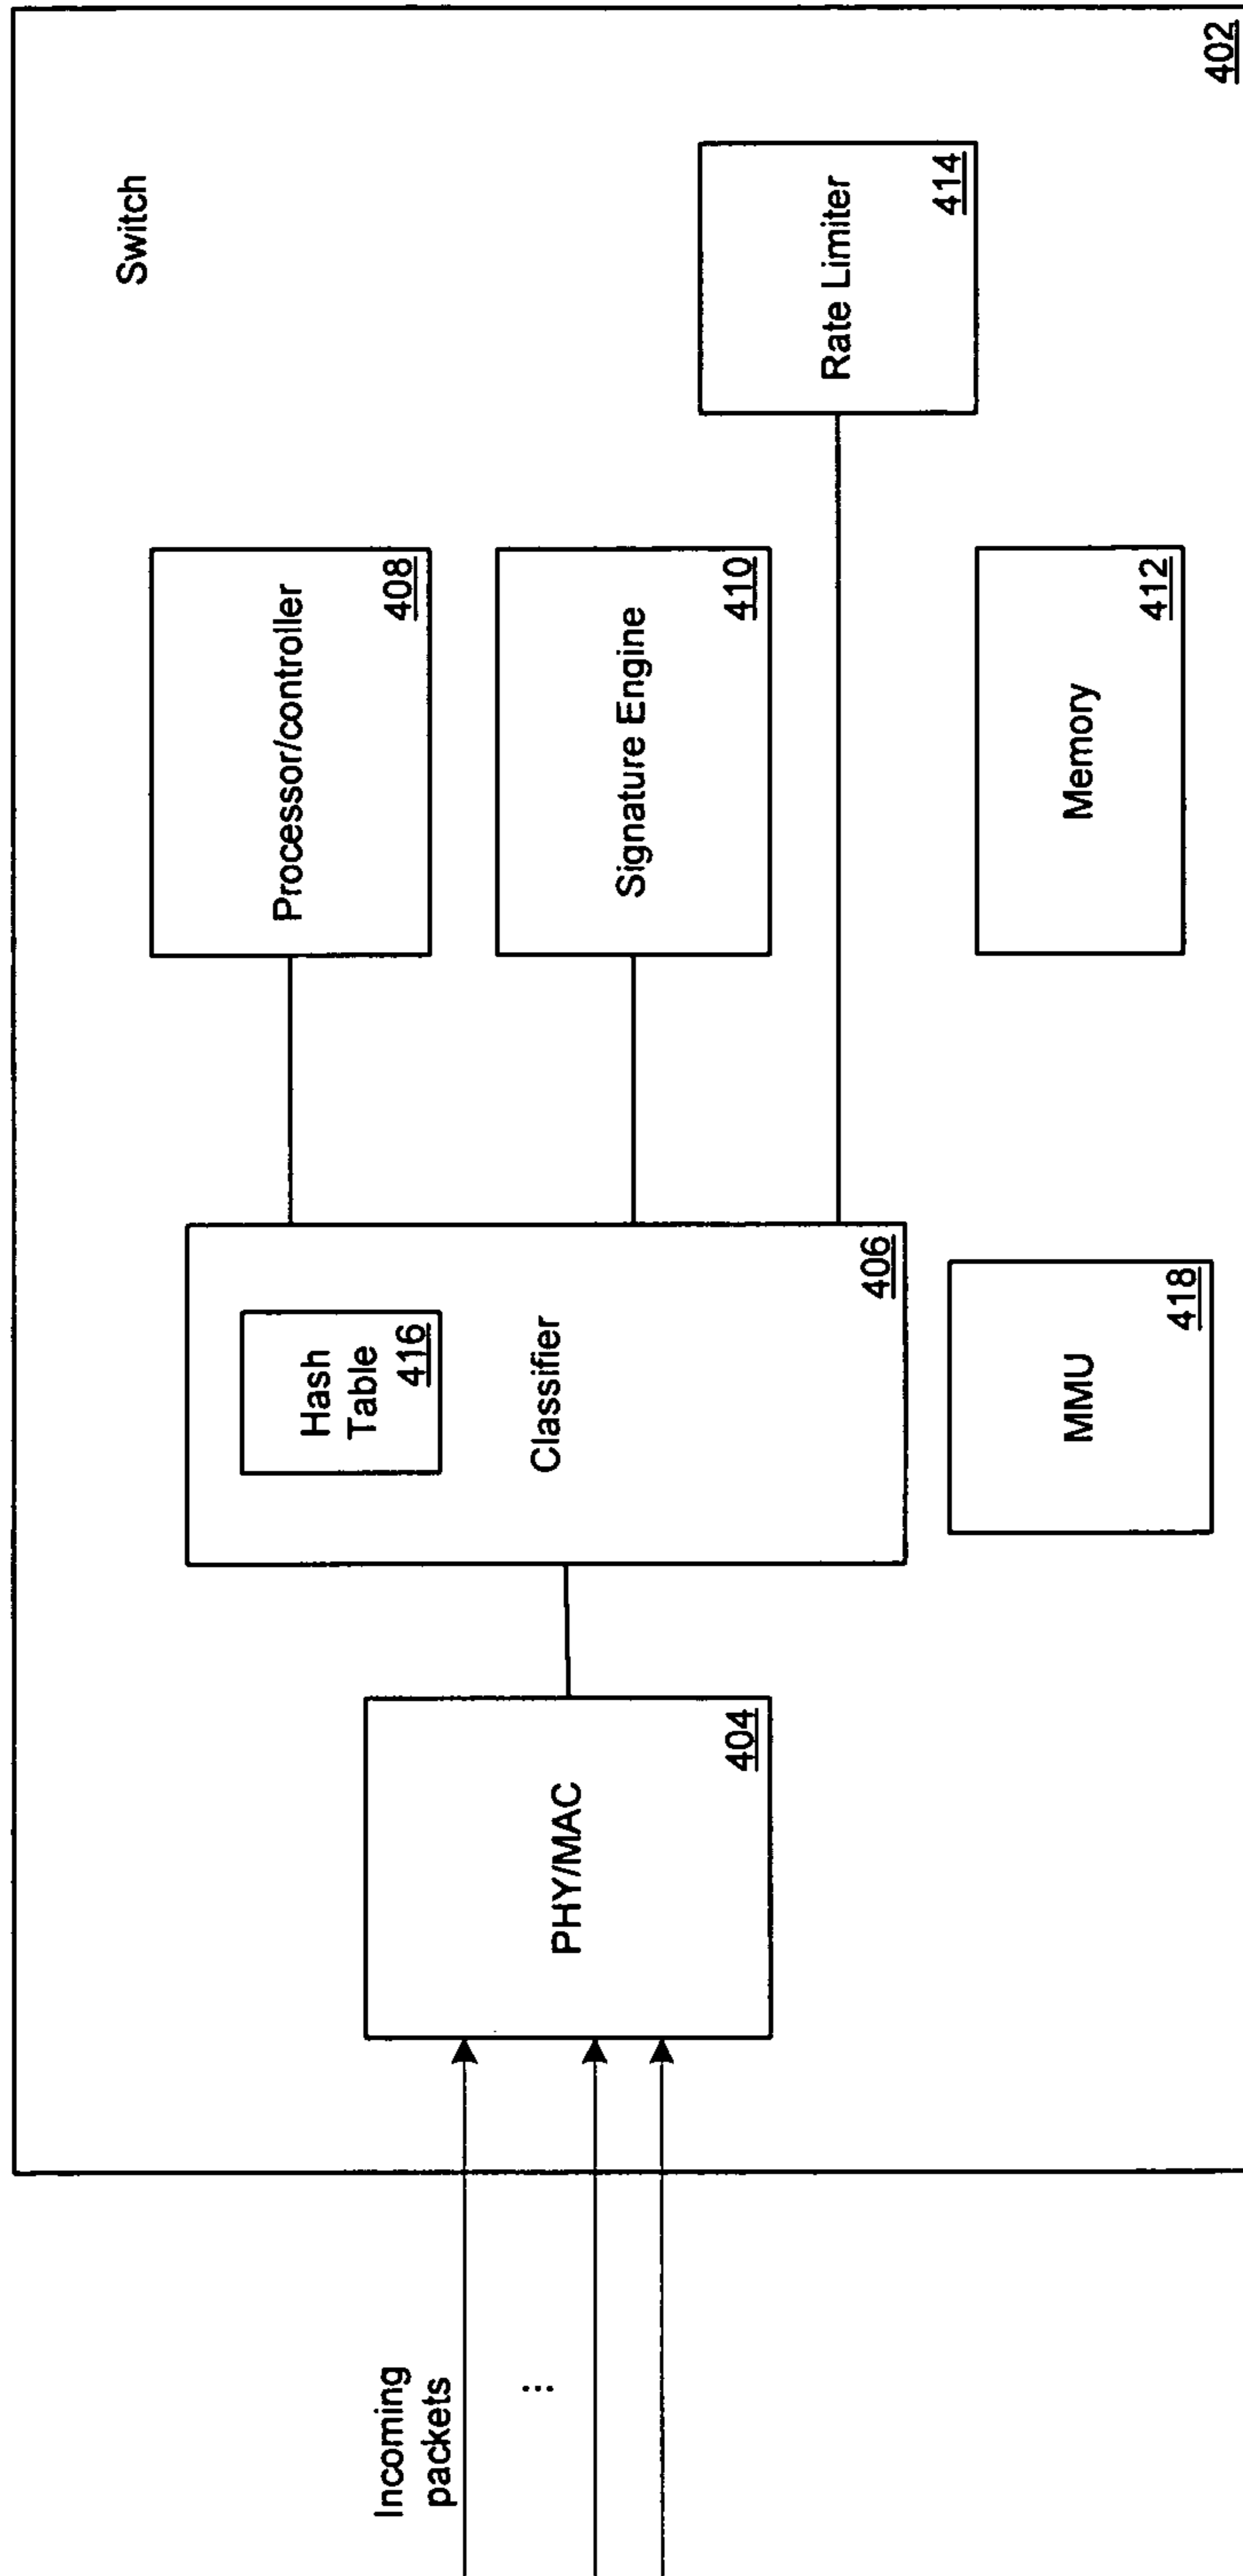 Switch
402
Incoming
packets
...
PHY/MAC
404
Hash
Table
416
Classifier
406
Processor/controller
408
Signature Engine
410
Rate Limiter
414
MMU
418
Memory
412